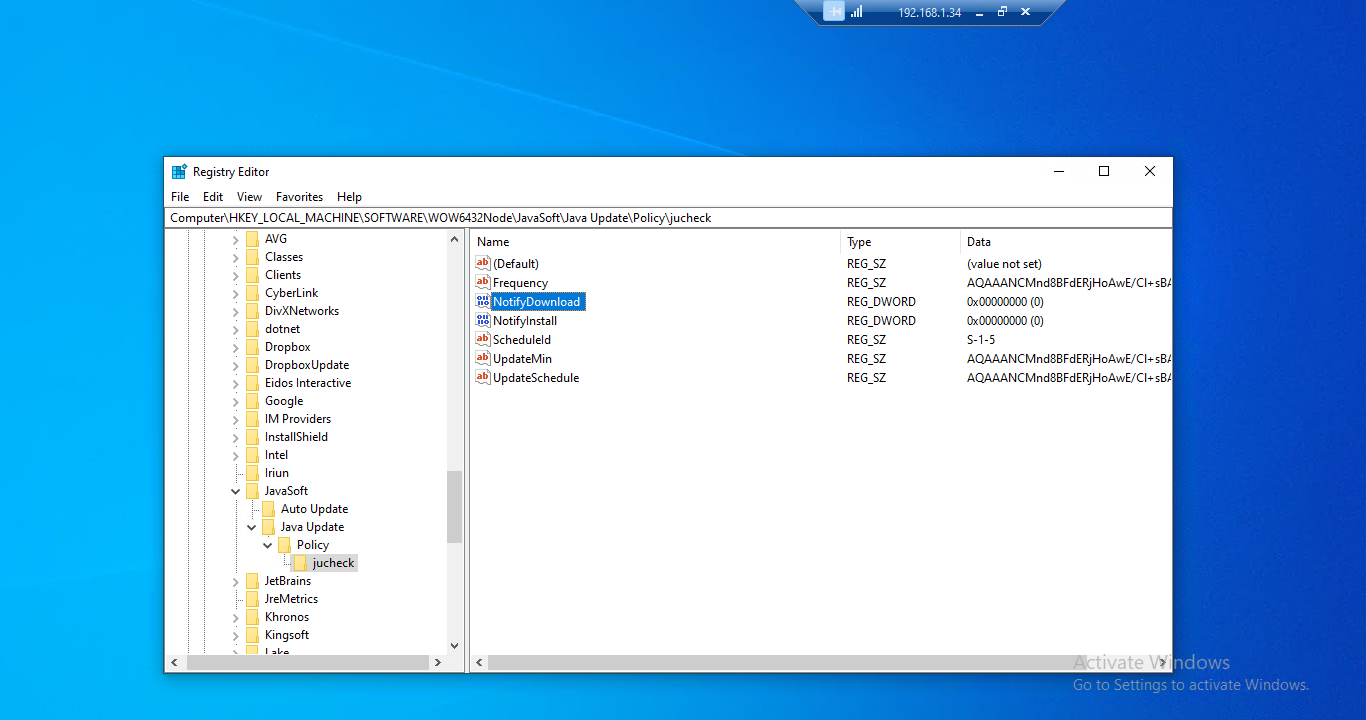 192.168.1.34
Registry Editor
File Edit View Favorites Help
Computer\HKEY_LOCAL_MACHINE\SOFTWARE\WOW6432Node\JavaSoft\Java Update\Policy\jucheck
AVG
Classes
Clients
CyberLink
DivXNetworks
dotnet
Dropbox
DropboxUpdate
Eidos Interactive
Google
IM Providers
InstallShield
Intel
Iriun
JavaSoft
Auto Update
Java Update
Policy
jucheck
JetBrains
JreMetrics
Khronos
Kingsoft
Lake
Name Type Data
(Default) REG_SZ (value not set)
Frequency REG_SZ AQAAANCMnd8BFdERjHoAwE/Cl+sBA
NotifyDownload REG_DWORD 0x00000000 (0)
NotifyInstall REG_DWORD 0x00000000 (0)
ScheduleId REG_SZ S-1-5
UpdateMin REG_SZ AQAAANCMnd8BFdERjHoAwE/Cl+sBA
UpdateSchedule REG_SZ AQAAANCMnd8BFdERjHoAwE/Cl+sBA
Activate Windows
Go to Settings to activate Windows.